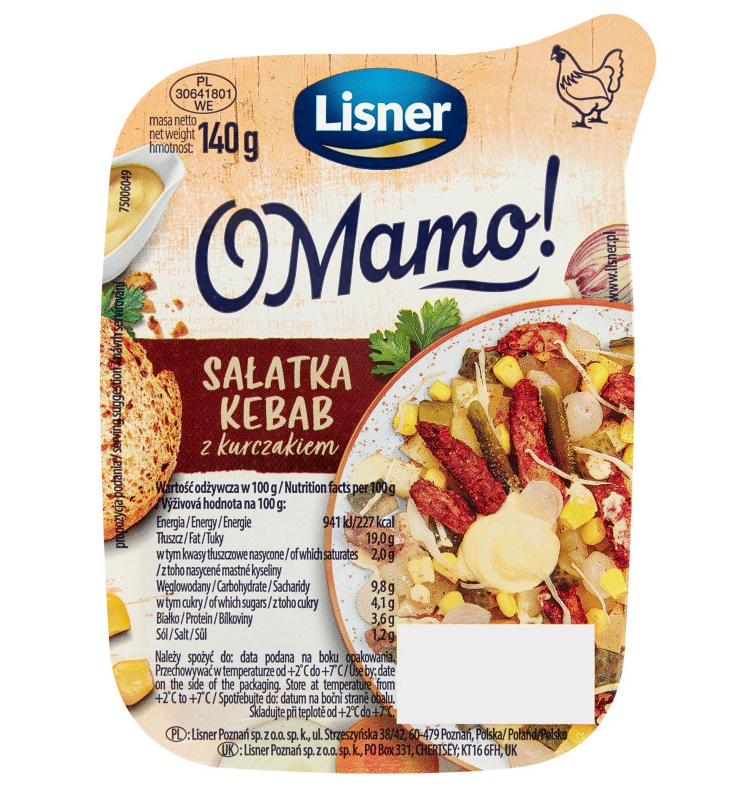 PL
30641801
WE
masa netto
net weight
hmotnost:
140 g
Lisner
75006049
O Mamo!
www.lisner.pl
SAŁATKA
KEBAB
z kurczakiem
propozycja podania / serving suggestion / návrh servírování
Wartość odżywcza w 100 g / Nutrition facts per 100 g
/ Výživová hodnota na 100 g:
Energia / Energy / Energie 941 kJ/227 kcal
Tłuszcz / Fat / Tuky 19,0 g
w tym kwasy tłuszczowe nasycone / of which saturates 2,0 g
/ z toho nasycené mastné kyseliny
Węglowodany / Carbohydrate / Sacharidy 9,8 g
w tym cukry / of which sugars / z toho cukry 4,1 g
Białko / Protein / Bílkoviny 3,6 g
Sól / Salt / Sůl 1,2 g
Należy spożyć do: data podana na boku opakowania.
Przechowywać w temperaturze od +2˚C do +7˚C / Use by: date
on the side of the packaging. Store at temperature from
+2˚C to +7˚C / Spotřebujte do: datum na boční straně obalu.
Skladujte při teplotě od +2˚C do +7˚C.
PL : Lisner Poznań sp. z o.o. sp. k., ul. Strzeszyńska 38/42, 60-479 Poznań, Polska/ Poland/Polsko
UK : Lisner Poznań sp. z o.o. sp. k., PO Box 331, CHERTSEY; KT16 6FH, UK